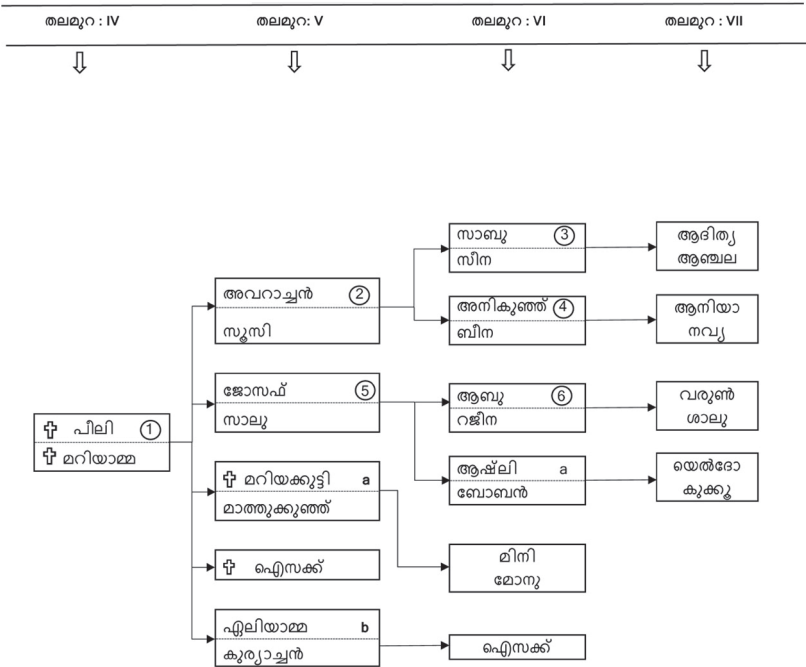 തലമുറ : IV
തലമുറ: V
തലമുറ : VI
തലമുറ : VII
പീലി 1
മറിയാമ്മ
അവറാച്ചൻ 2
സൂസി
ജോസഫ് 5
സാലു
മറിയക്കുട്ടി a
മാത്തുക്കുഞ്ഞ്
ഐസക്ക്
ഏലിയാമ്മ b
കുര്യാച്ചൻ
സാബു 3
സീന
അനികുഞ്ഞ് 4
ബീന
ആബു 6
റജീന
ആഷ്ലി a
ബോബൻ
മിനി
മോനു
ഐസക്ക്
ആദിത്യ
ആഞ്ചല
ആനിയാ
നവ്യ
വരുൺ
ശാലു
യെൽദോ
കുക്കൂ